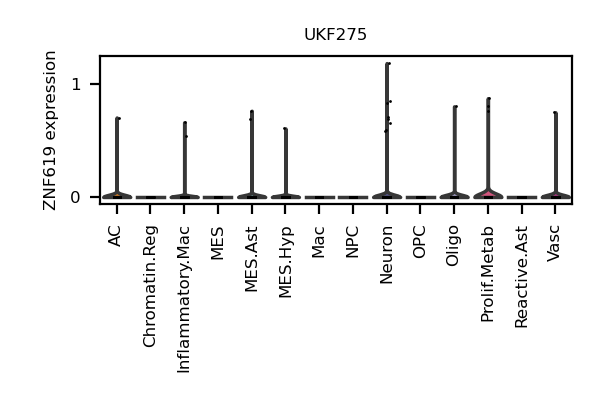 UKF275
ZNF619 expression
1
0
AC
Chromatin.Reg
Inflammatory.Mac
MES
MES.Ast
MES.Hyp
Mac
NPC
Neuron
OPC
Oligo
Prolif.Metab
Reactive.Ast
Vasc